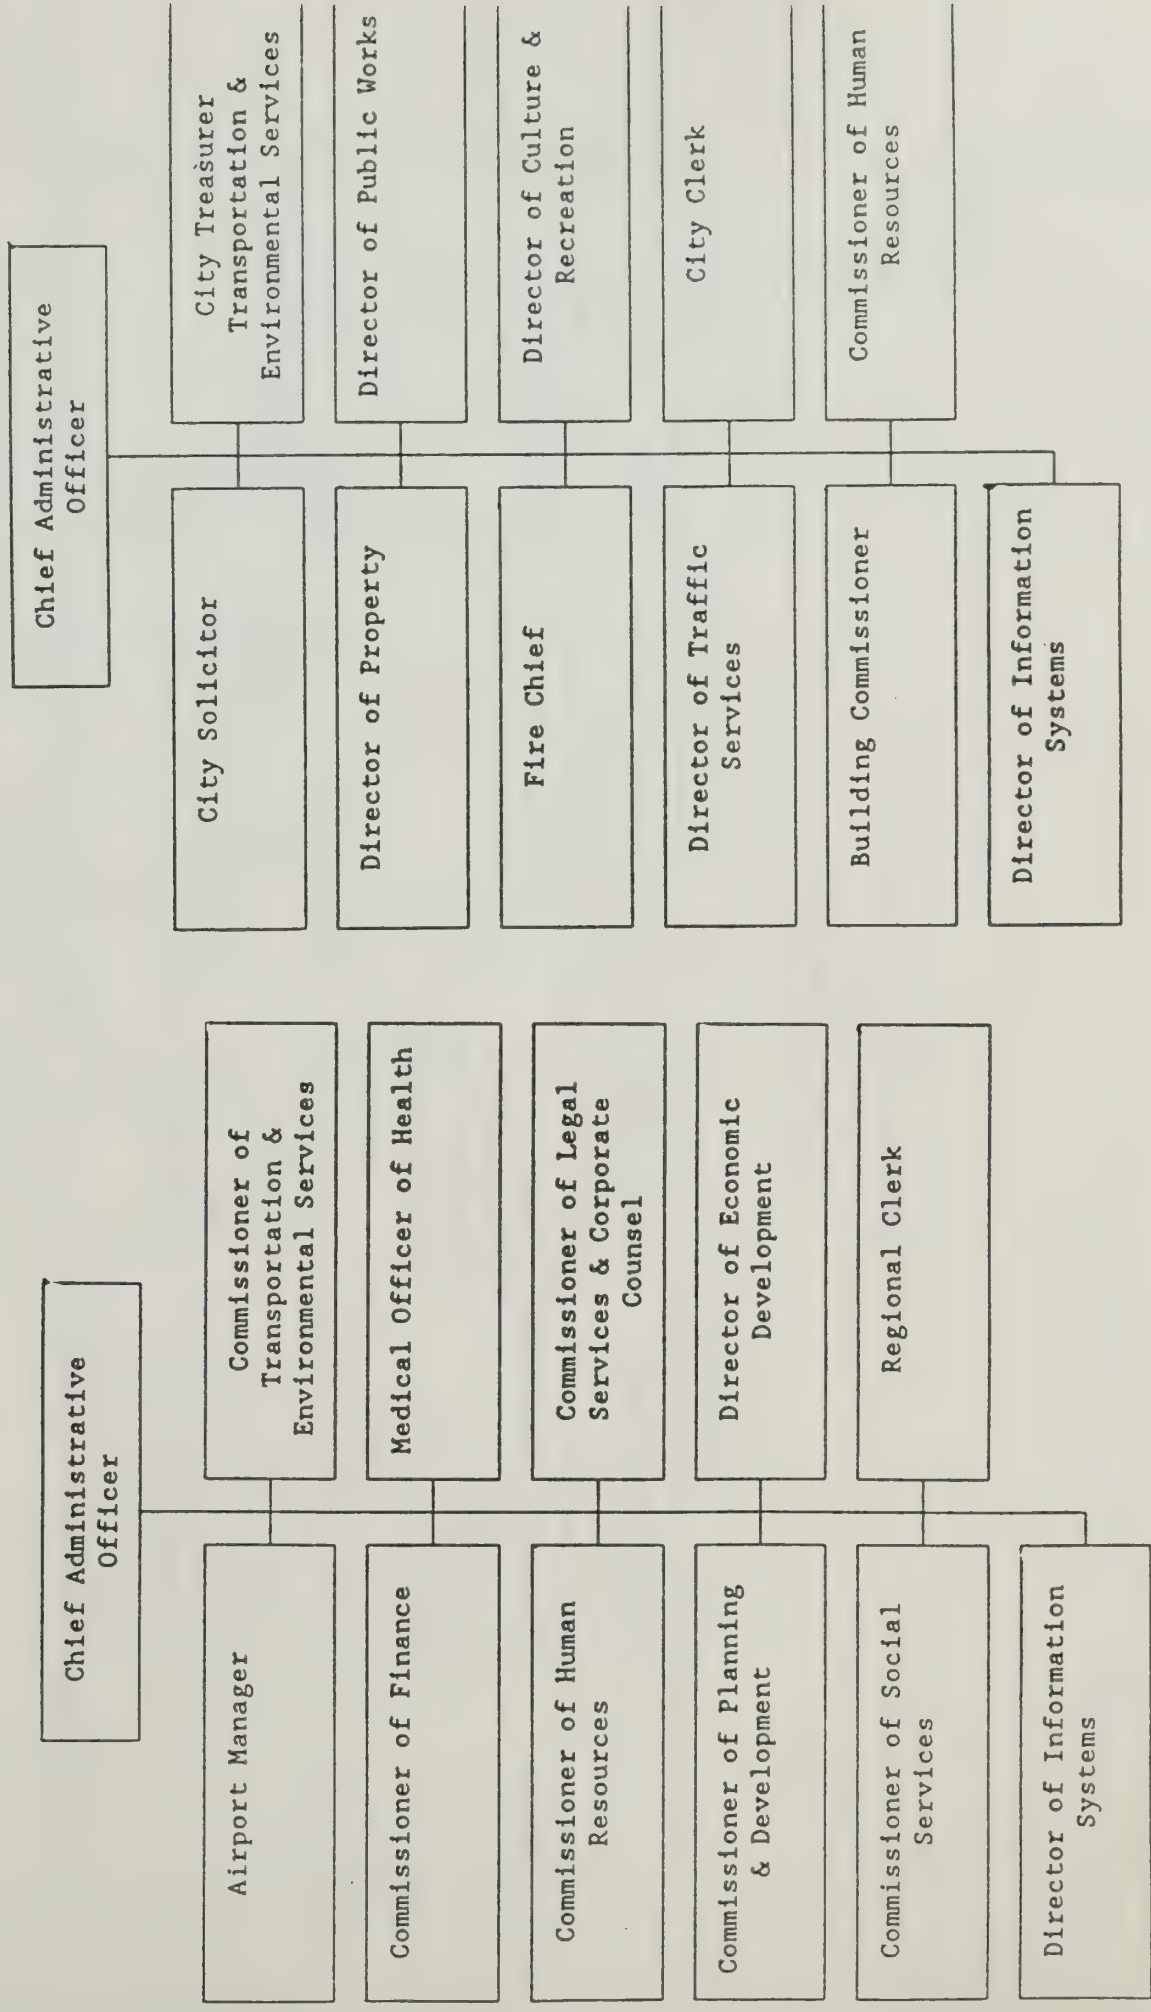 Chief Administrative
Officer
Airport Manager
Commissioner of
Transportation &
Environmental Services
Commissioner of Finance
Medical Officer of Health
Commissioner of Human
Resources
Commissioner of Legal
Services & Corporate
Counsel
Commissioner of Planning
& Development
Director of Economic
Development
Commissioner of Social
Services
Regional Clerk
Director of Information
Systems
Chief Administrative
Officer
City Solicitor
City Treasurer
Transportation &
Environmental Services
Director of Property
Director of Public Works
Fire Chief
Director of Culture &
Recreation
Director of Traffic
Services
City Clerk
Building Commissioner
Commissioner of Human
Resources
Director of Information
Systems